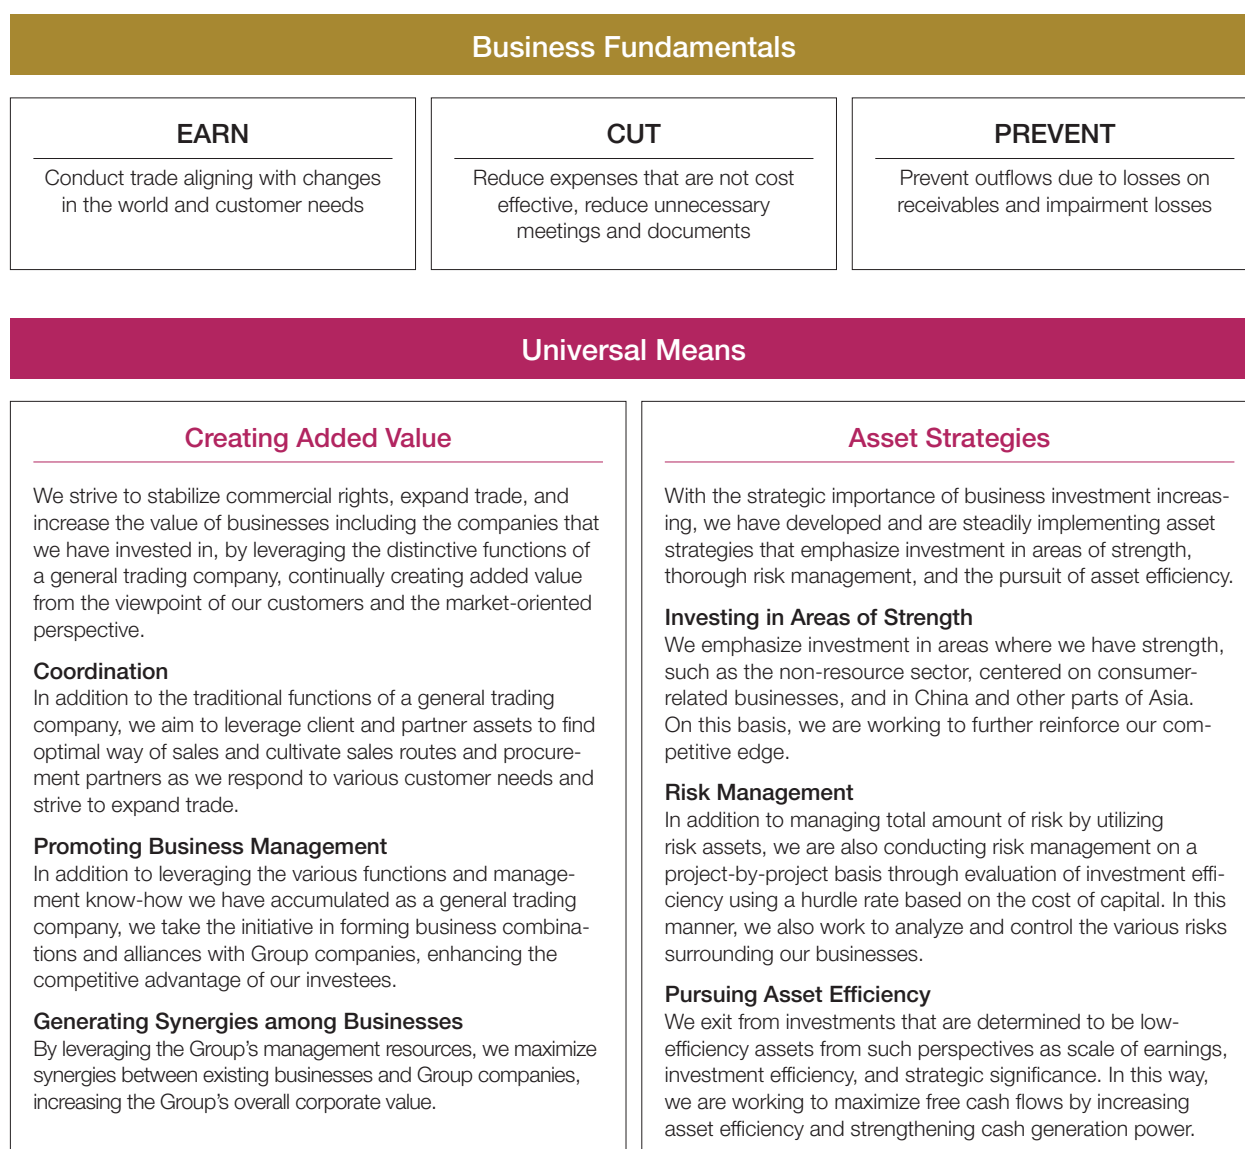 Business Fundamentals
EARN
Conduct trade aligning with changes
in the world and customer needs
CUT
Reduce expenses that are not cost
effective, reduce unnecessary
meetings and documents
PREVENT
Prevent outflows due to losses on
receivables and impairment losses
Universal Means
Creating Added Value
We strive to stabilize commercial rights, expand trade, and
increase the value of businesses including the companies that
we have invested in, by leveraging the distinctive functions of
a general trading company, continually creating added value
from the viewpoint of our customers and the market-oriented
perspective.
Coordination
In addition to the traditional functions of a general trading
company, we aim to leverage client and partner assets to find
optimal way of sales and cultivate sales routes and procure-
ment partners as we respond to various customer needs and
strive to expand trade.
Promoting Business Management
In addition to leveraging the various functions and manage-
ment know-how we have accumulated as a general trading
company, we take the initiative in forming business combina-
tions and alliances with Group companies, enhancing the
competitive advantage of our investees.
Generating Synergies among Businesses
By leveraging the Group's management resources, we maximize
synergies between existing businesses and Group companies,
increasing the Group's overall corporate value.
Asset Strategies
With the strategic importance of business investment increas-
ing, we have developed and are steadily implementing asset
strategies that emphasize investment in areas of strength,
thorough risk management, and the pursuit of asset efficiency.
Investing in Areas of Strength
We emphasize investment in areas where we have strength,
such as the non-resource sector, centered on consumer-
related businesses, and in China and other parts of Asia.
On this basis, we are working to further reinforce our com-
petitive edge.
Risk Management
In addition to managing total amount of risk by utilizing
risk assets, we are also conducting risk management on a
project-by-project basis through evaluation of investment effi-
ciency using a hurdle rate based on the cost of capital. In this
manner, we also work to analyze and control the various risks
surrounding our businesses.
Pursuing Asset Efficiency
We exit from investments that are determined to be low-
efficiency assets from such perspectives as scale of earnings,
investment efficiency, and strategic significance. In this way,
we are working to maximize free cash flows by increasing
asset efficiency and strengthening cash generation power.